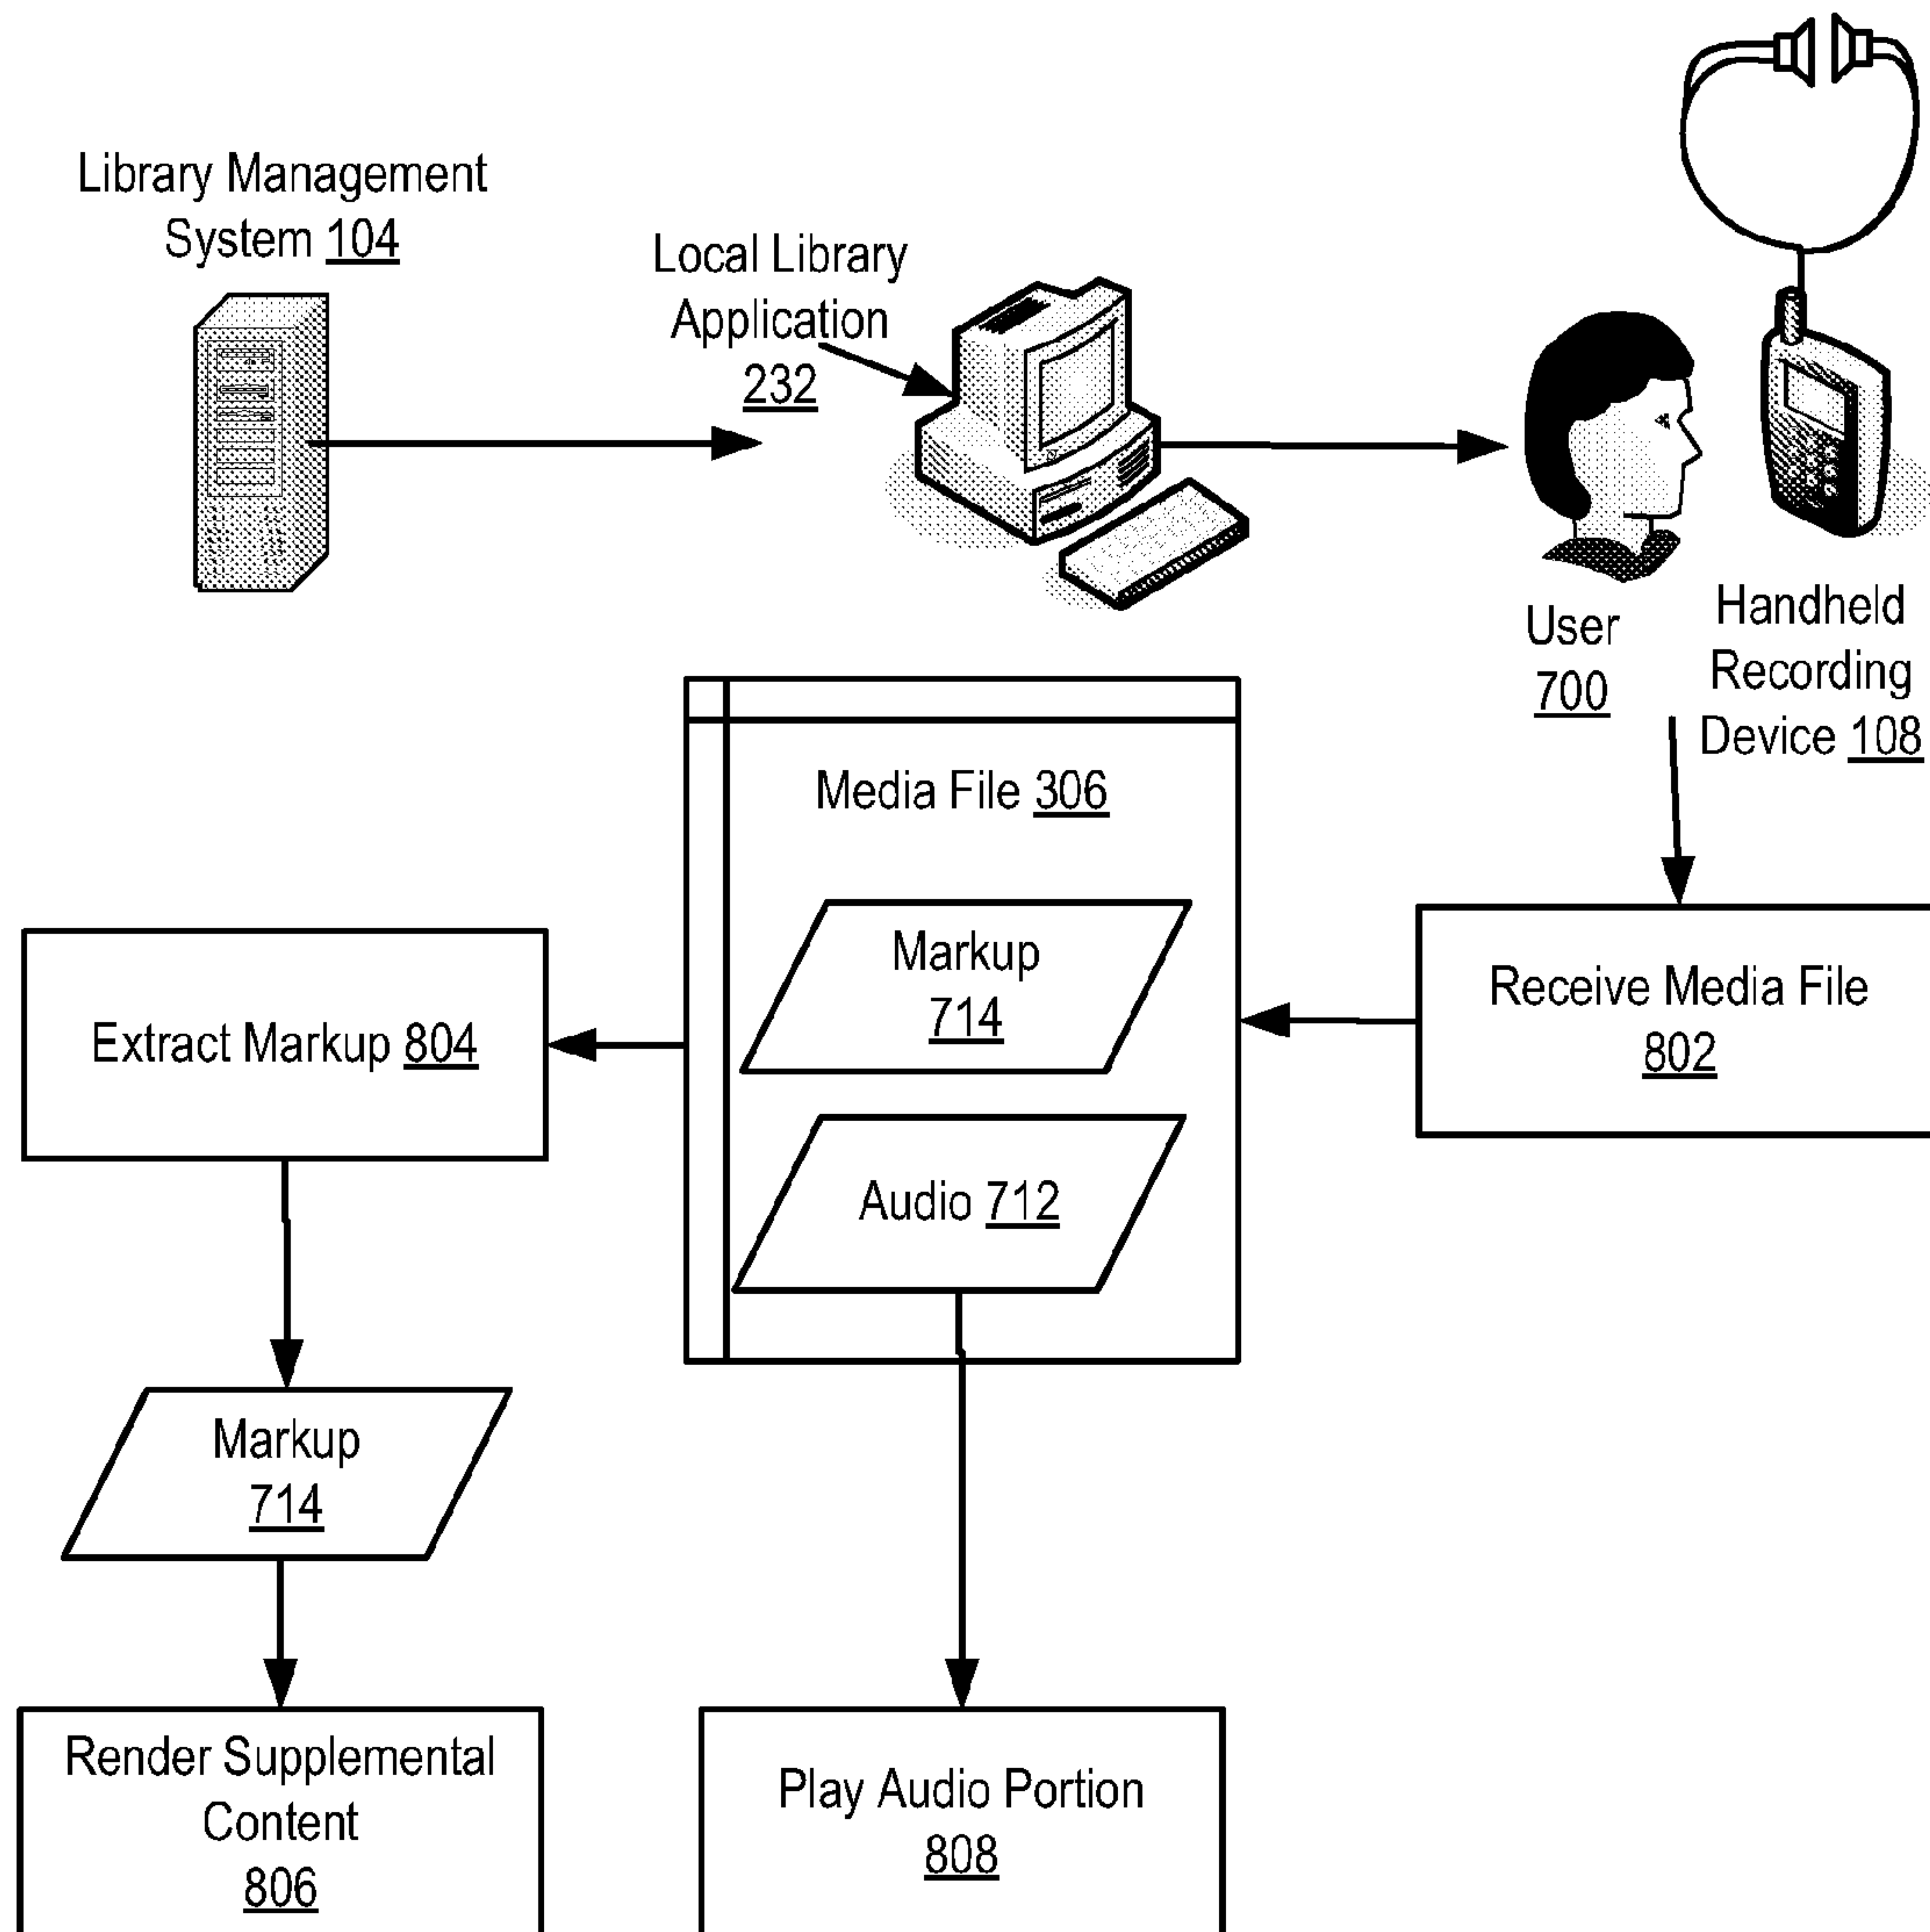 Library Management
System 104
Local Library
Application
232
User
700
Handheld
Recording
Device 108
Media File 306
Markup
714
Audio 712
Receive Media File
802
Extract Markup 804
Markup
714
Render Supplemental
Content
806
Play Audio Portion
808